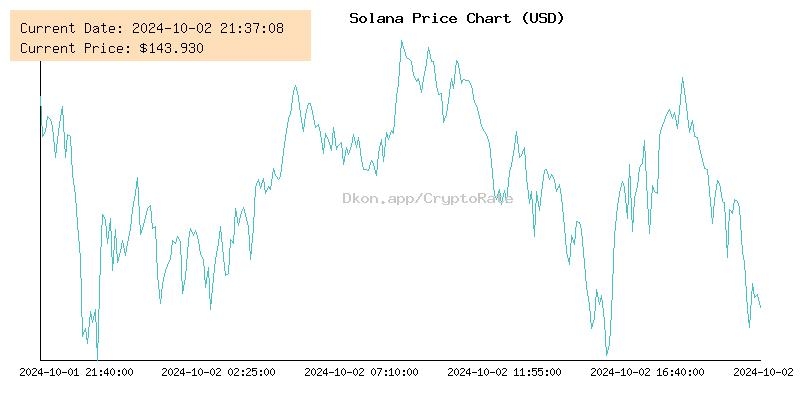 Solana Price Chart (USD)
Current Date: 2024-10-02 21:37:08
Current Price: $143.930
Dkon.app/CryptoRate
2024-10-01 21:40:00
2024-10-02 02:25:00
2024-10-02 07:10:00
2024-10-02 11:55:00
2024-10-02 16:40:00
2024-10-02